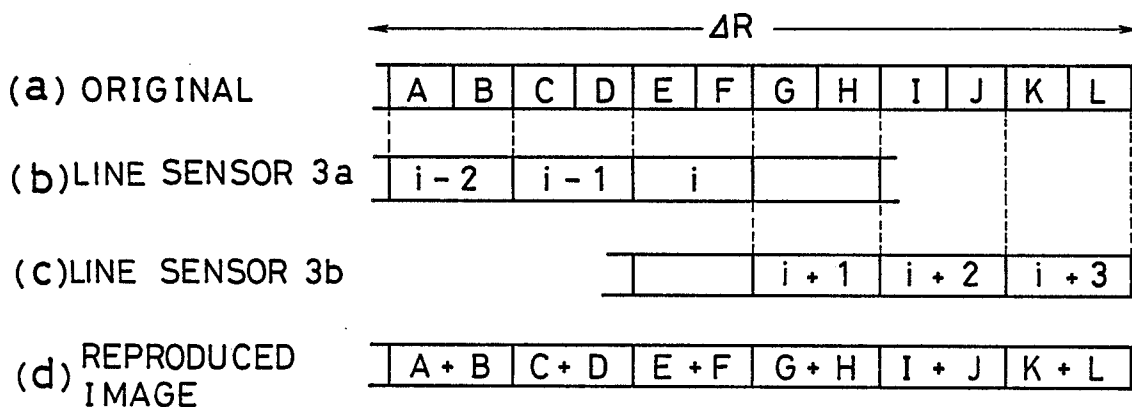 ΔR
(a) ORIGINAL A B C D E F G H I J K L
(b) LINE SENSOR 3a i - 2 i - 1 i
(c) LINE SENSOR 3b i + 1 i + 2 i + 3
(d) REPRODUCED IMAGE A + B C + D E + F G + H I + J K + L